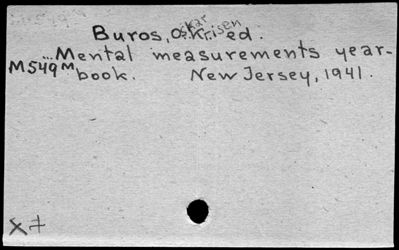 Buros, Oskar Krisen ed.
...Mental measurements year-
M549M book. New Jersey, 1941.
X7